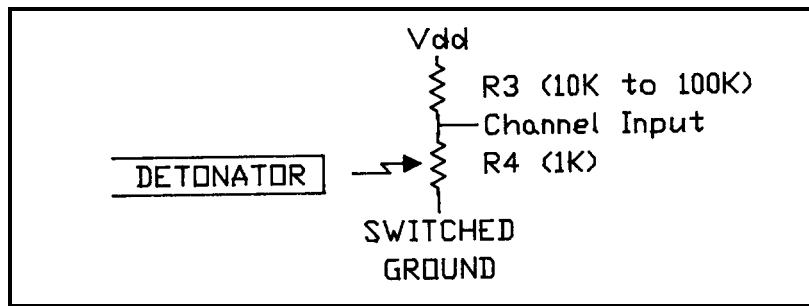 Vdd
R3 (10K to 100K)
Channel Input
R4 (1K)
DETONATOR
SWITCHED
GROUND